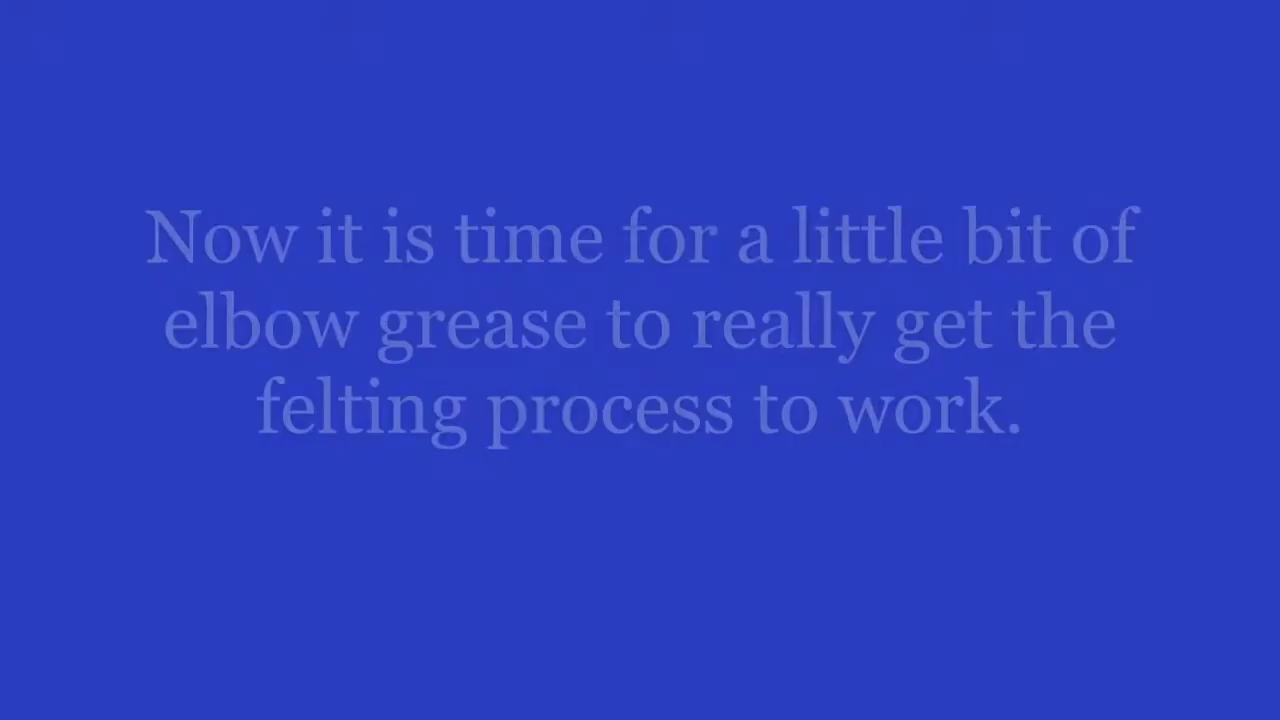 Now it is time for a little bit of
elbow grease to really get the
felting process to work.